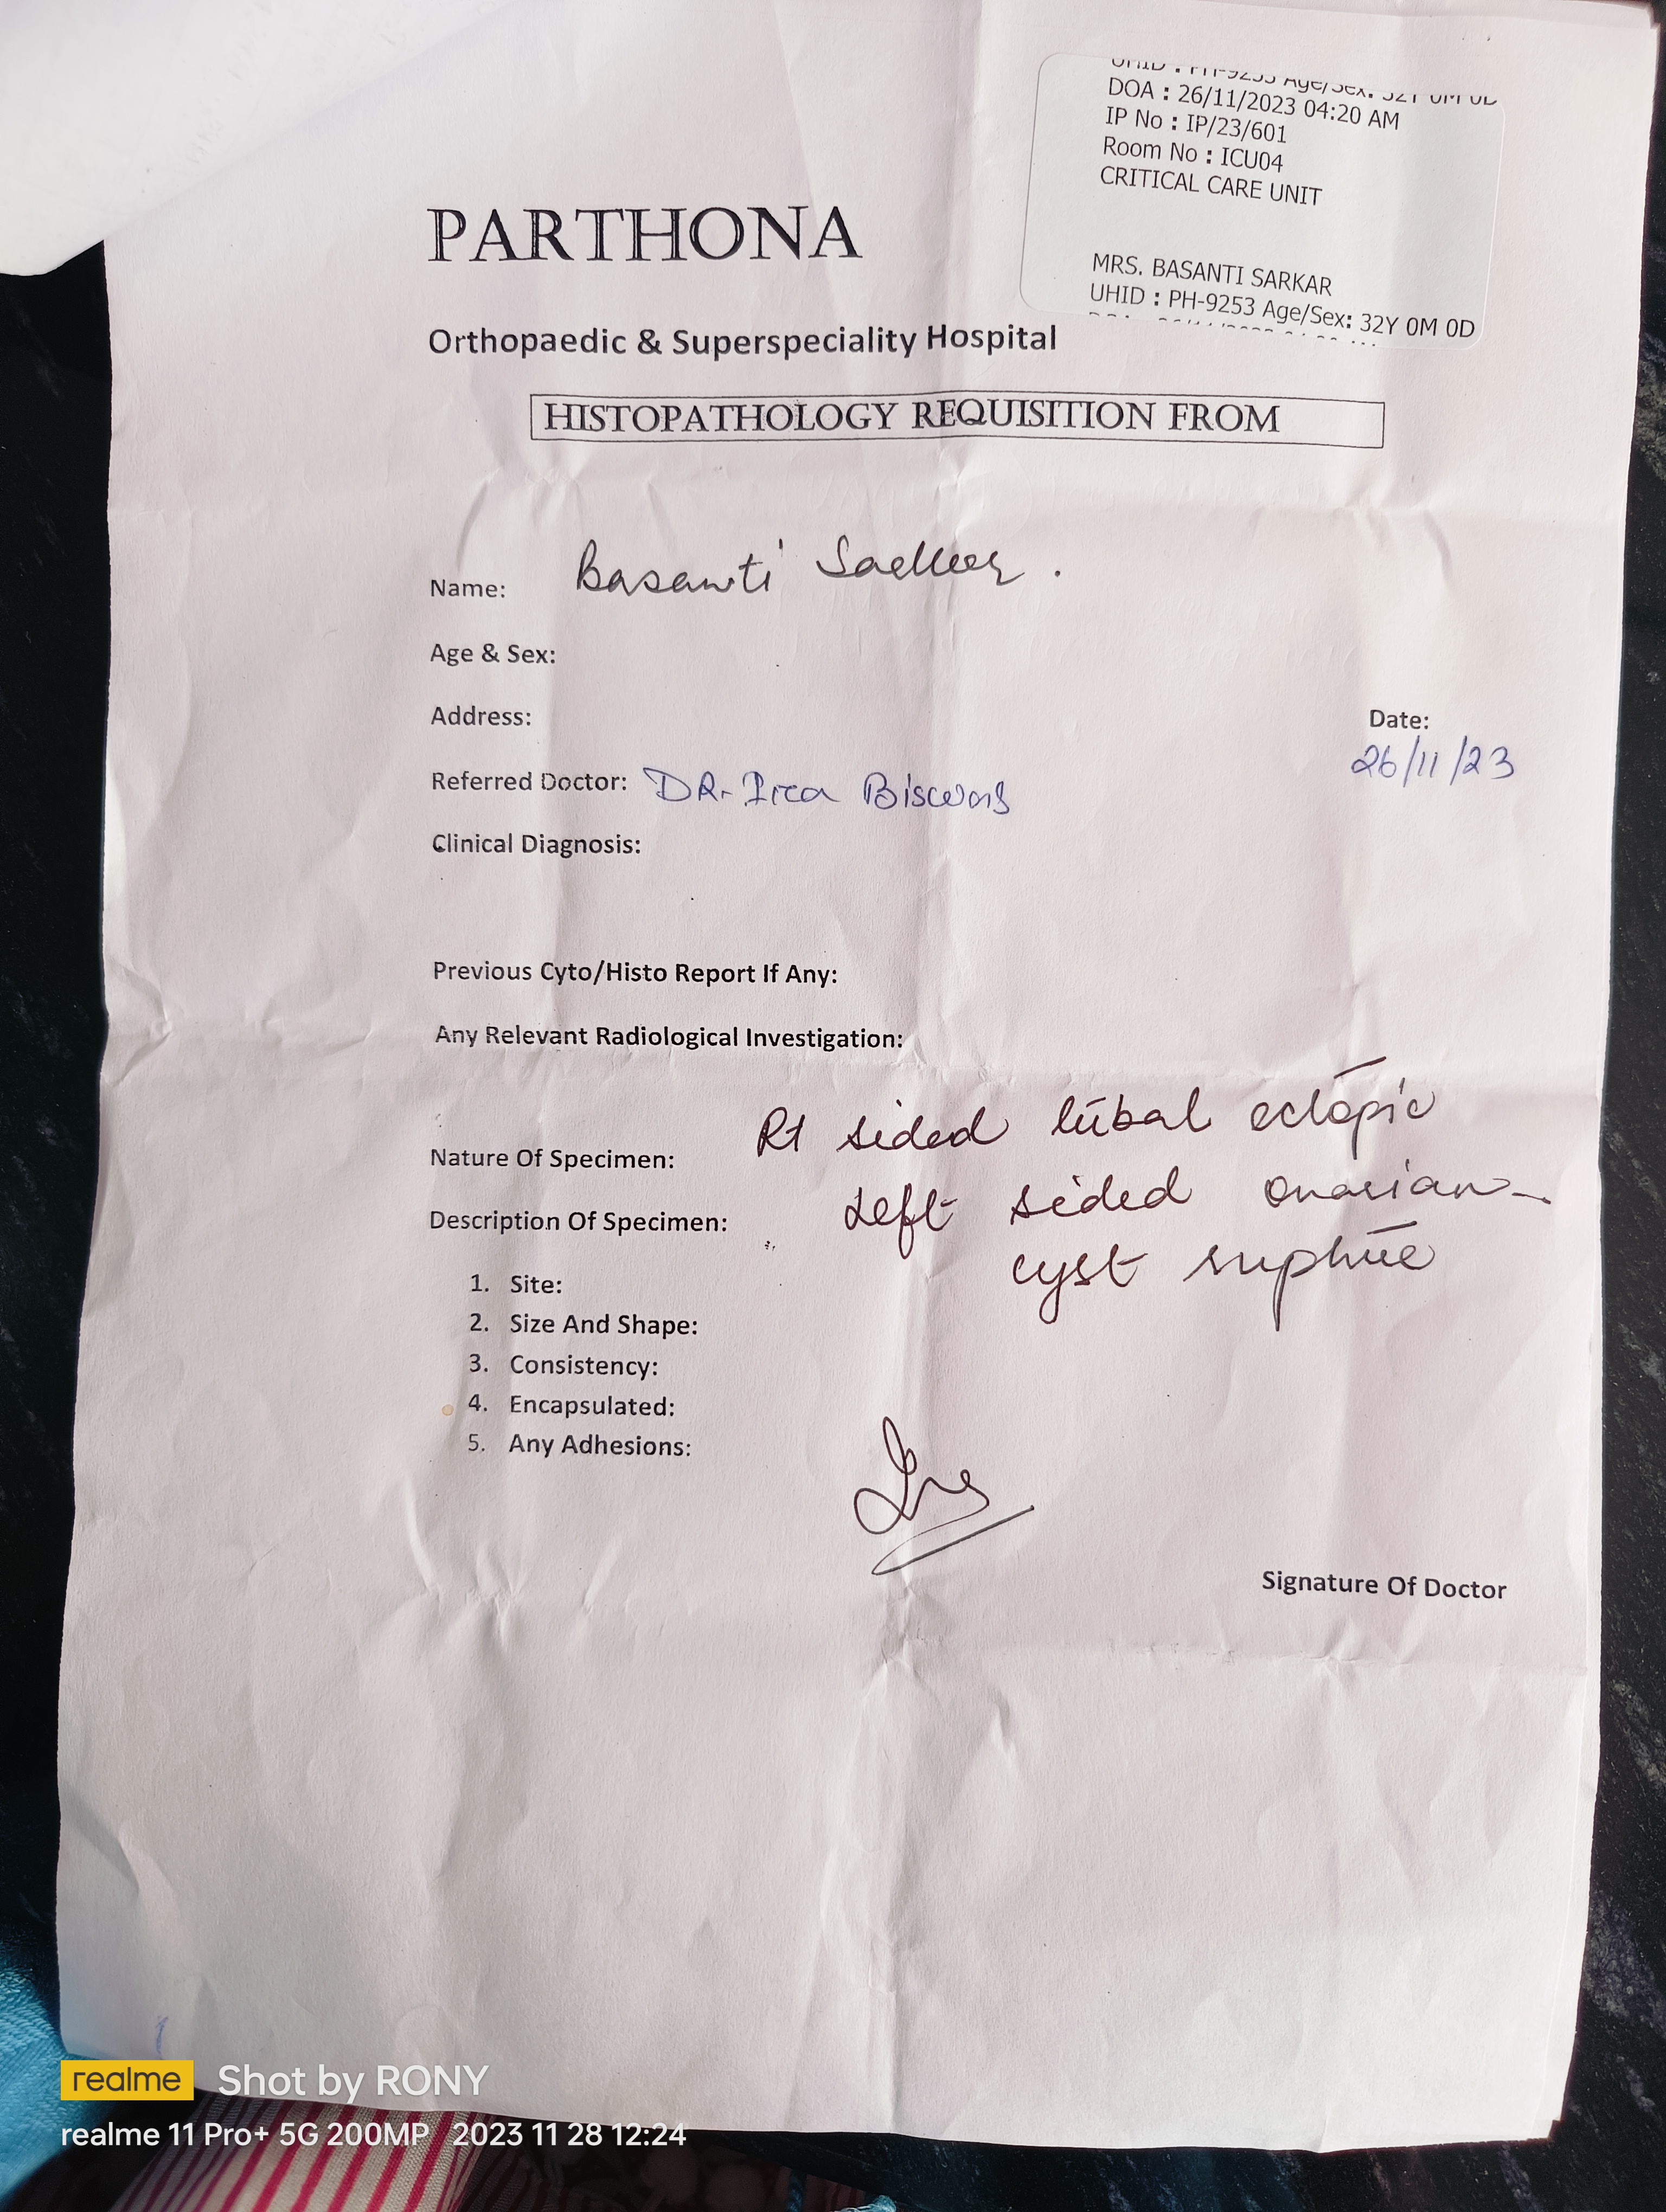 UHID : PH-9253 Age/Sex: 32Y 0M 0D
DOA : 26/11/2023 04:20 AM
IP No : IP/23/601
Room No : ICU04
CRITICAL CARE UNIT
MRS. BASANTI SARKAR
UHID : PH-9253 Age/Sex: 32Y 0M 0D
PARTHONA
Orthopaedic & Superspeciality Hospital
HISTOPATHOLOGY REQUISITION FROM
Name: Basanti Sarkar.
Age & Sex:
Address:
Date:
26/11/23
Referred Doctor: DR. Ira Biswas
Clinical Diagnosis:
Previous Cyto/Histo Report If Any:
Any Relevant Radiological Investigation:
Nature Of Specimen: Rt sided tubal ectopic
Description Of Specimen: Left sided ovarian
cyst rupture
1. Site:
2. Size And Shape:
3. Consistency:
4. Encapsulated:
5. Any Adhesions:
Signature Of Doctor
realme Shot by RONY
realme 11 Pro+ 5G 200MP 2023 11 28 12:24